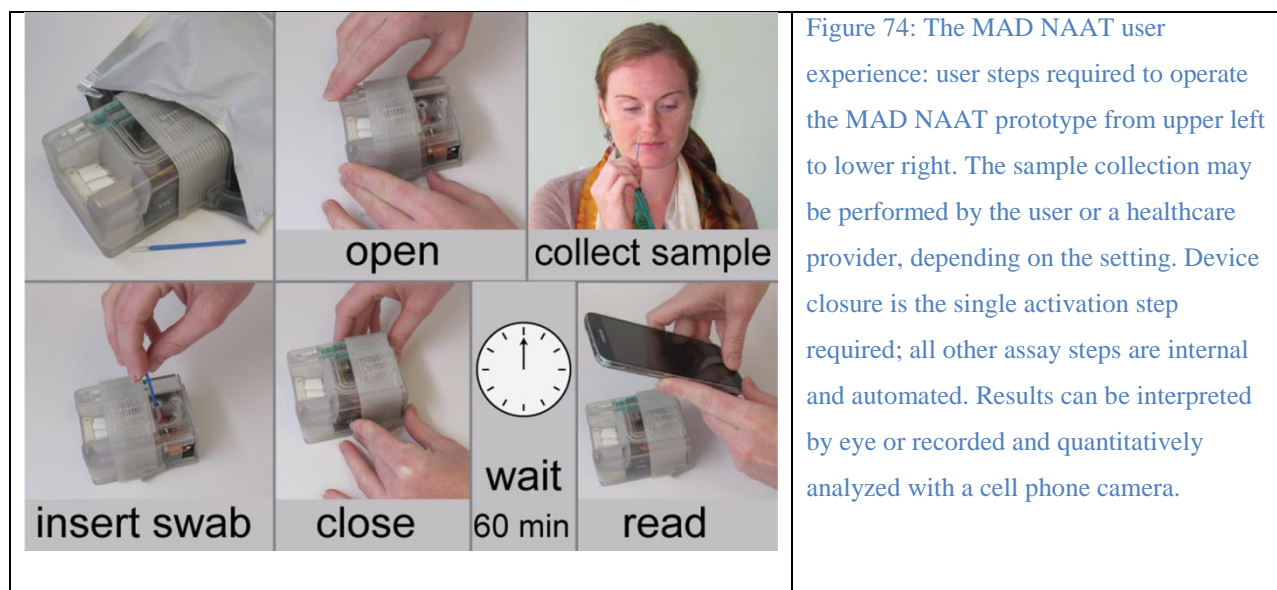 open
collect sample
insert swab
close
wait
60 min
read
Figure 74: The MAD NAAT user
experience: user steps required to operate
the MAD NAAT prototype from upper left
to lower right. The sample collection may
be performed by the user or a healthcare
provider, depending on the setting. Device
closure is the single activation step
required; all other assay steps are internal
and automated. Results can be interpreted
by eye or recorded and quantitatively
analyzed with a cell phone camera.